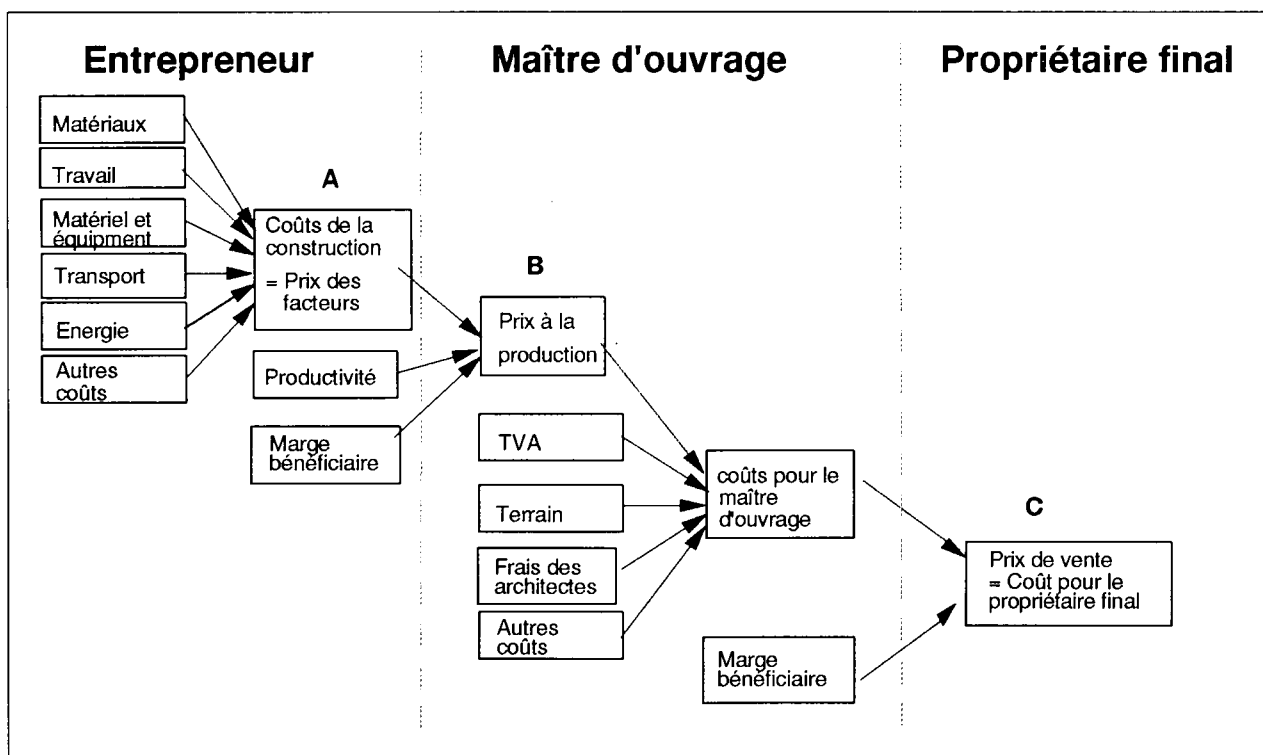 Entrepreneur
Maître d'ouvrage
Propriétaire final
Matériaux
Travail
Matériel et
équipment
Transport
Energie
Autres
coûts
A
Coûts de la
construction
= Prix des
facteurs
Productivité
Marge
bénéficiaire
B
Prix à la
production
TVA
Terrain
Frais des
architectes
Autres
coûts
coûts pour le
maître
d'ouvrage
Marge
bénéficiaire
C
Prix de vente
= Coût pour le
propriétaire final